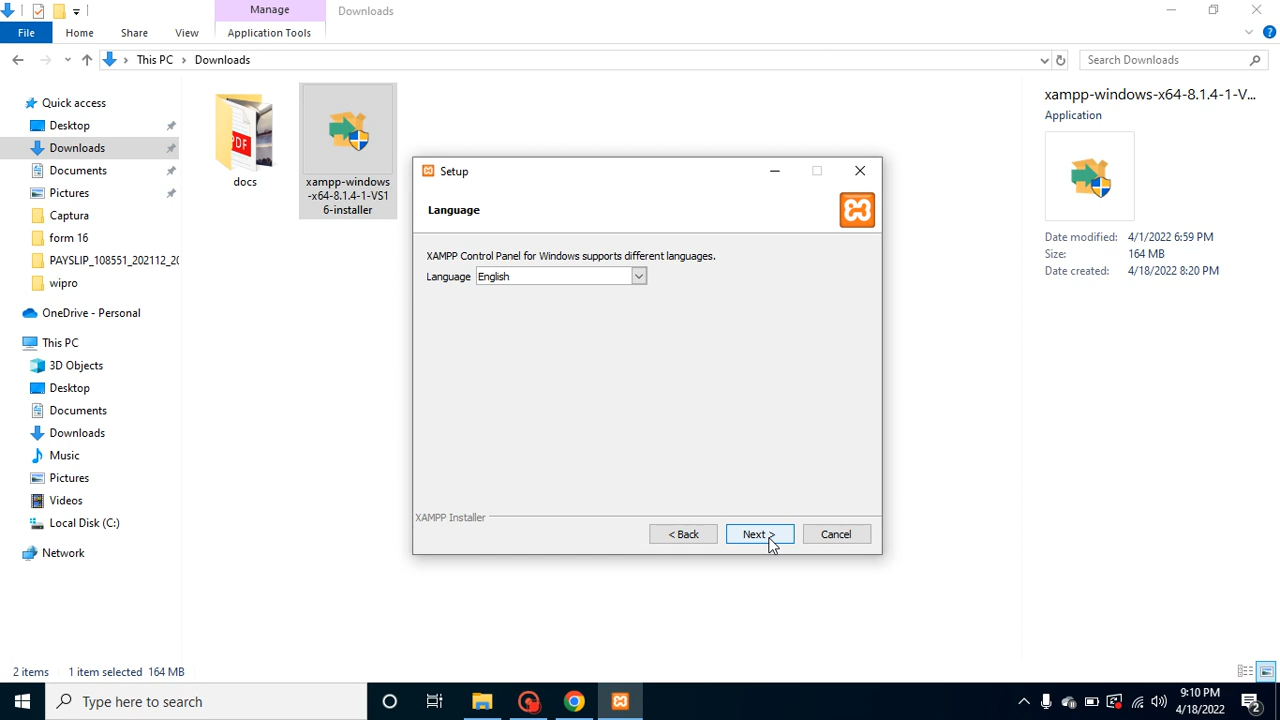 Manage
Downloads
File
Home
Share
View
Application Tools
This PC
Downloads
Search Downloads
Quick access
Desktop
Downloads
Documents
Pictures
Captura
form 16
PAYSLIP_108551_202112_20
wipro
OneDrive - Personal
This PC
3D Objects
Desktop
Documents
Downloads
Music
Pictures
Videos
Local Disk (C:)
Network
PDF
docs
xampp-windows
-x64-8.1.4-1-VS1
6-installer
Setup
Language
XAMPP Control Panel for Windows supports different languages.
Language English
XAMPP Installer
< Back
Next >
Cancel
xampp-windows-x64-8.1.4-1-V...
Application
Date modified: 4/1/2022 6:59 PM
Size: 164 MB
Date created: 4/18/2022 8:20 PM
2 items
1 item selected 164 MB
Type here to search
9:10 PM
4/18/2022
2